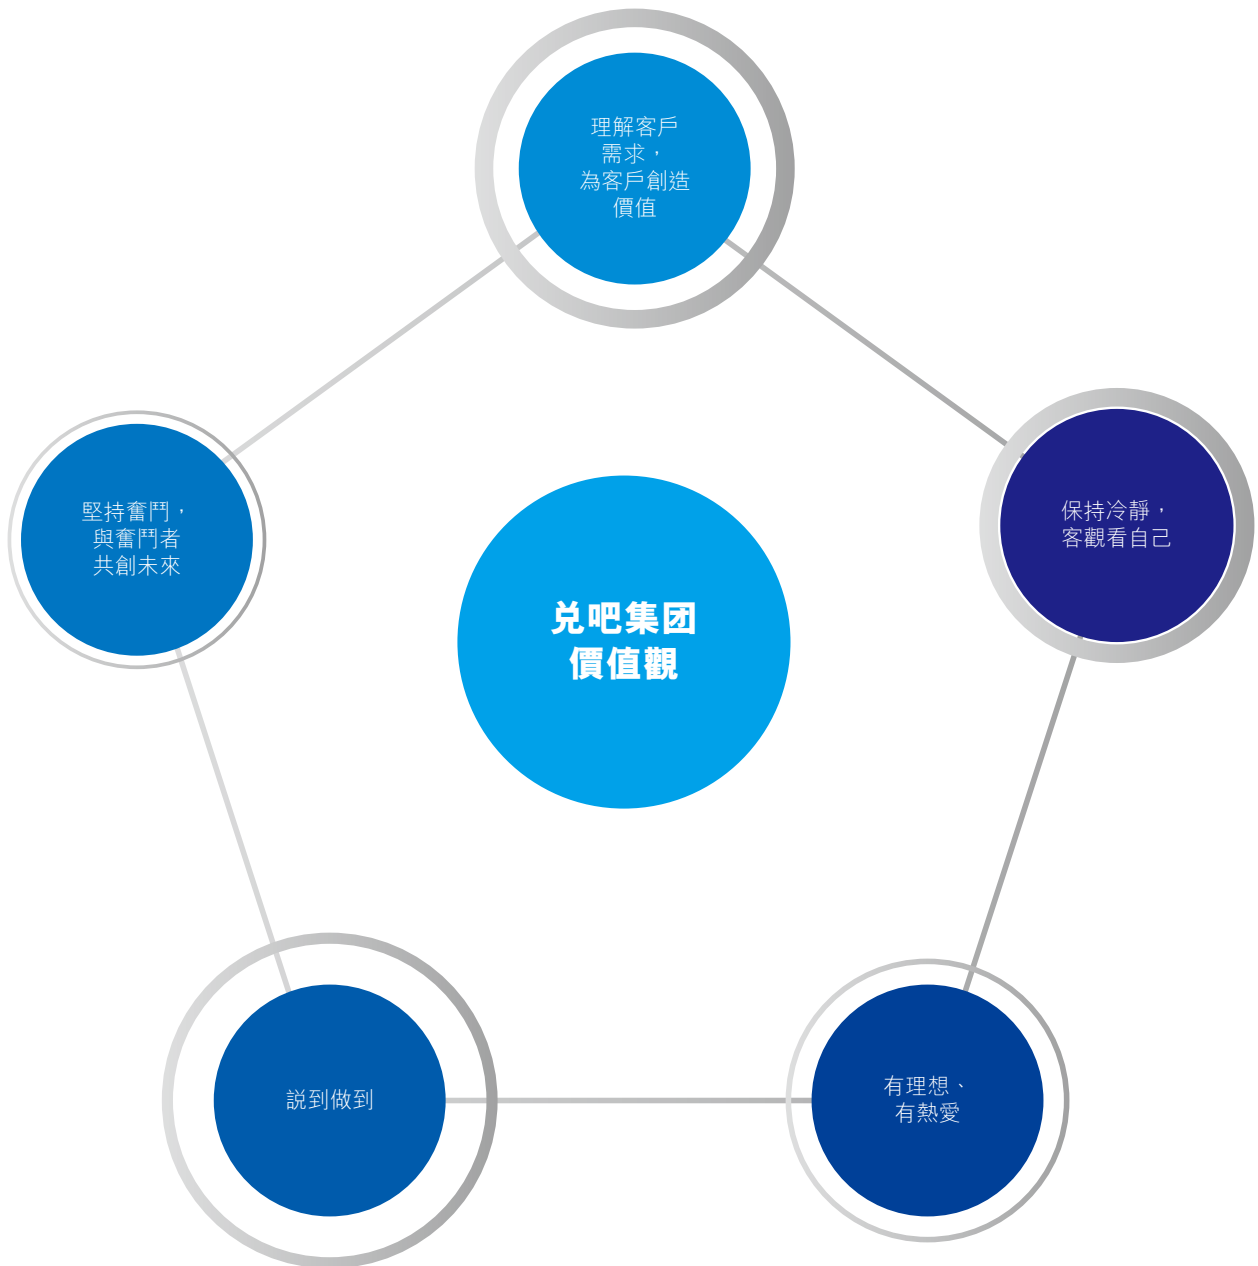 理解客戶
需求，
為客戶創造
價值
保持冷靜，
客觀看自己
堅持奮鬥，
與奮鬥者
共創未來
兑吧集团
價值觀
說到做到
有理想、
有熱愛